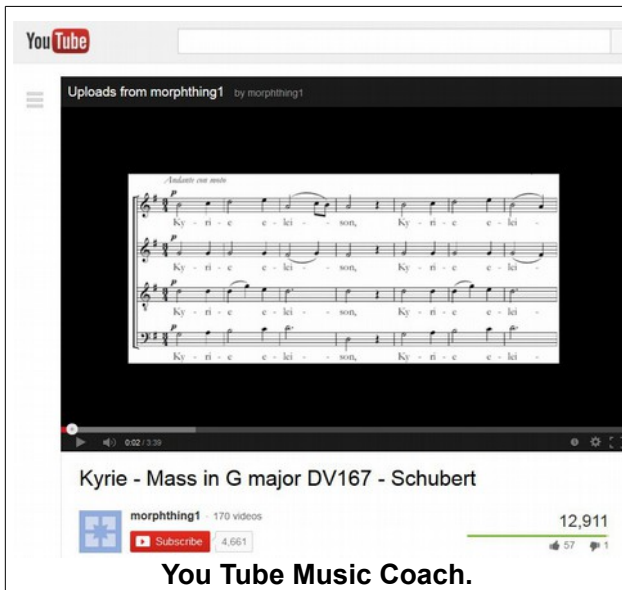 YouTube
Uploads from morphthing1 by morphthing1
Andante con moto
p
Ky - ri - e e - lei - - son, Ky - ri - e e - lei -
p
Ky - ri - e e - lei - - son, Ky - ri - e e - lei -
p
Ky - ri - e e - lei - - son, Ky - ri - e e - lei -
p
Ky - ri - e e - lei - - son, Ky - ri - e e - lei -
0:02 / 3:39
Kyrie - Mass in G major DV167 - Schubert
morphthing1 · 170 videos
Subscribe 4,661
12,911
57 1
You Tube Music Coach.